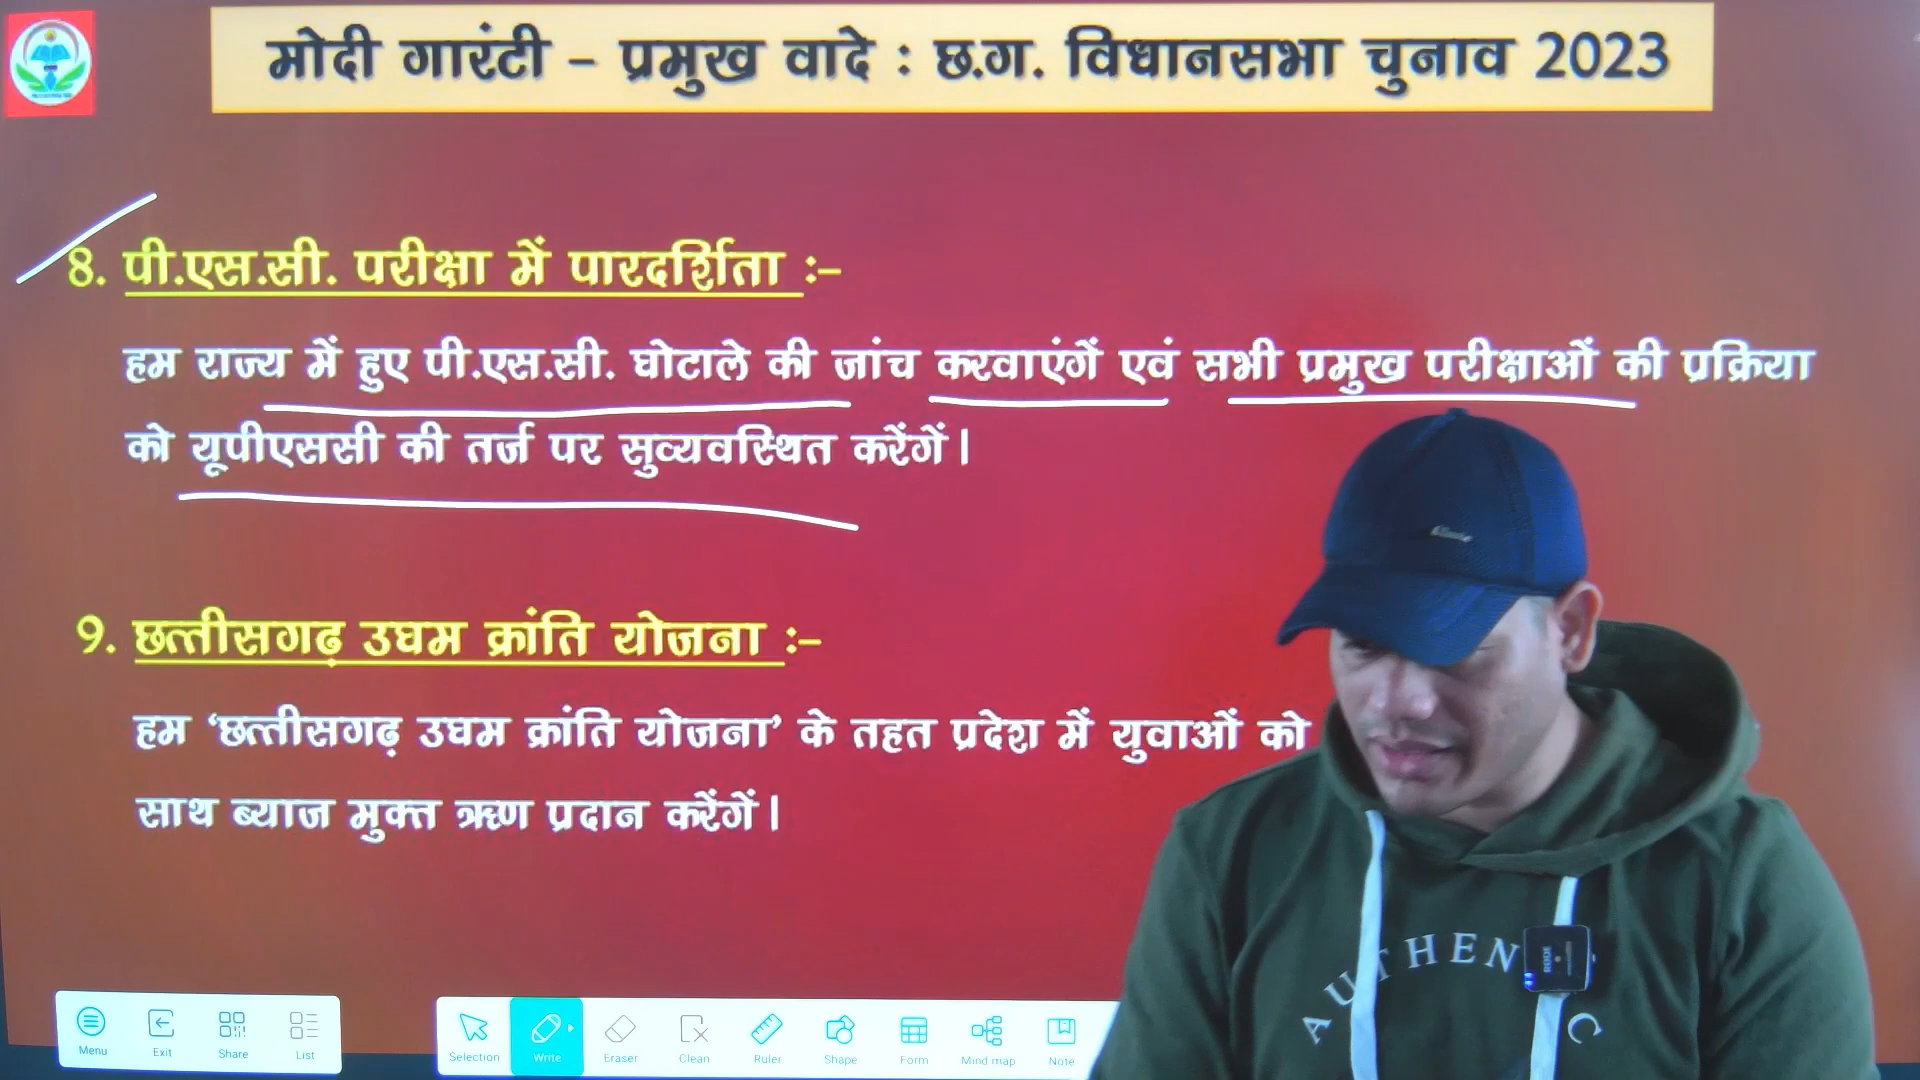 मोदी गारंटी – प्रमुख वादे : छ.ग. विधानसभा चुनाव 2023
8. पी.एस.सी. परीक्षा में पारदर्शिता :–
हम राज्य में हुए पी.एस.सी. घोटाले की जांच करवाएंगें एवं सभी प्रमुख परीक्षाओं की प्रक्रिया
को यूपीएससी की तर्ज पर सुव्यवस्थित करेंगें।
9. छत्तीसगढ़ उघम क्रांति योजना :–
हम ‘छत्तीसगढ़ उघम क्रांति योजना’ के तहत प्रदेश में युवाओं को
साथ ब्याज मुक्त ऋण प्रदान करेंगें।
AUTHEN C
RODE
Menu Exit Share List
Selection Write Eraser Clean Ruler Shape Form Mind map Note